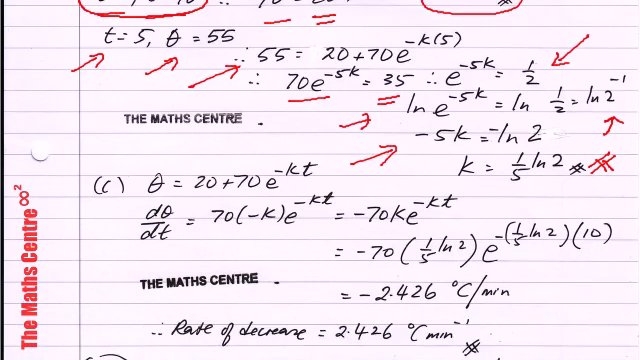 t = 5, θ = 55
∴ 55 = 20 + 70e^{-k(5)}
∴ 70e^{-5k} = 35 ∴ e^{-5k} = 1/2
ln e^{-5k} = ln 1/2 = ln 2^{-1}
THE MATHS CENTRE
-5k = -ln 2
k = 1/5 ln 2
(c) θ = 20 + 70e^{-kt}
dθ/dt = 70(-k)e^{-kt} = -70ke^{-kt}
= -70(1/5 ln 2) e^{-(1/5 ln 2)(10)}
THE MATHS CENTRE
= -2.426 °C/min
∴ Rate of decrease = 2.426 °C min^{-1}
The Maths Centre ∞²